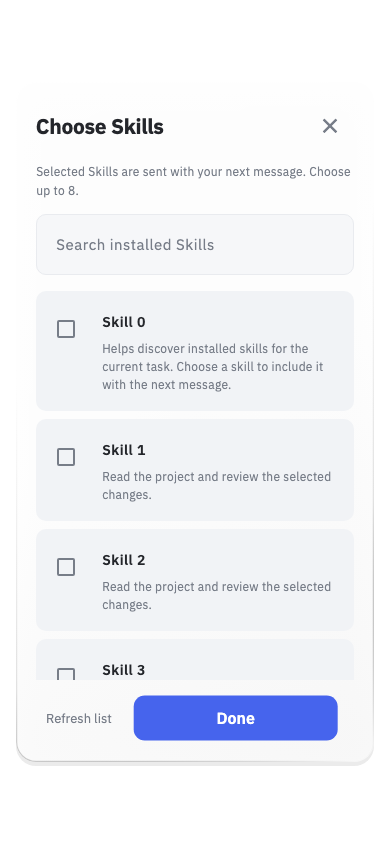 Choose Skills
Selected Skills are sent with your next message. Choose
up to 8.
Search installed Skills
Skill 0
Helps discover installed skills for the
current task. Choose a skill to include it
with the next message.
Skill 1
Read the project and review the selected
changes.
Skill 2
Read the project and review the selected
changes.
Skill 3
Refresh list
Done